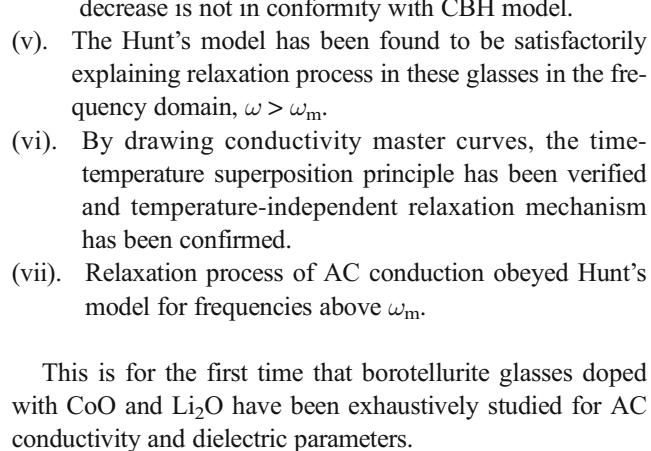 decrease is not in conformity with CBH model.
(v). The Hunt's model has been found to be satisfactorily
explaining relaxation process in these glasses in the fre-
quency domain, ω > ωm.
(vi). By drawing conductivity master curves, the time-
temperature superposition principle has been verified
and temperature-independent relaxation mechanism
has been confirmed.
(vii). Relaxation process of AC conduction obeyed Hunt's
model for frequencies above ωm.
This is for the first time that borotellurite glasses doped
with CoO and Li₂O have been exhaustively studied for AC
conductivity and dielectric parameters.